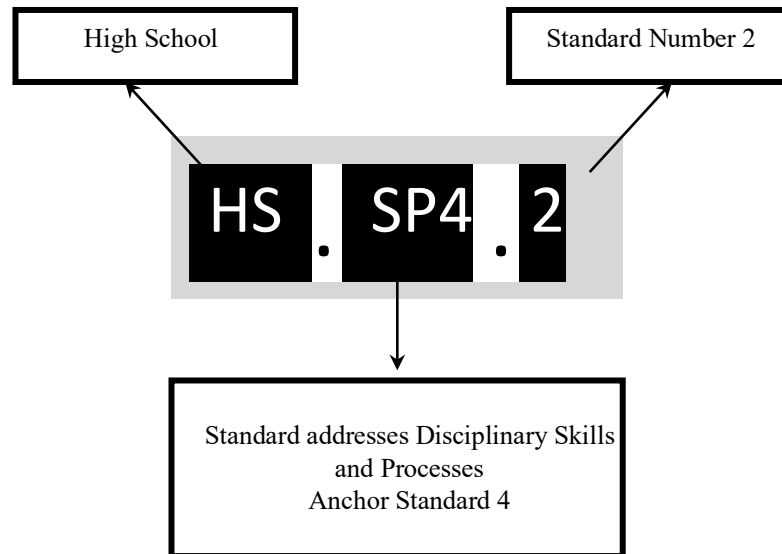 High School
Standard Number 2
HS . SP4 . 2
Standard addresses Disciplinary Skills
and Processes
Anchor Standard 4